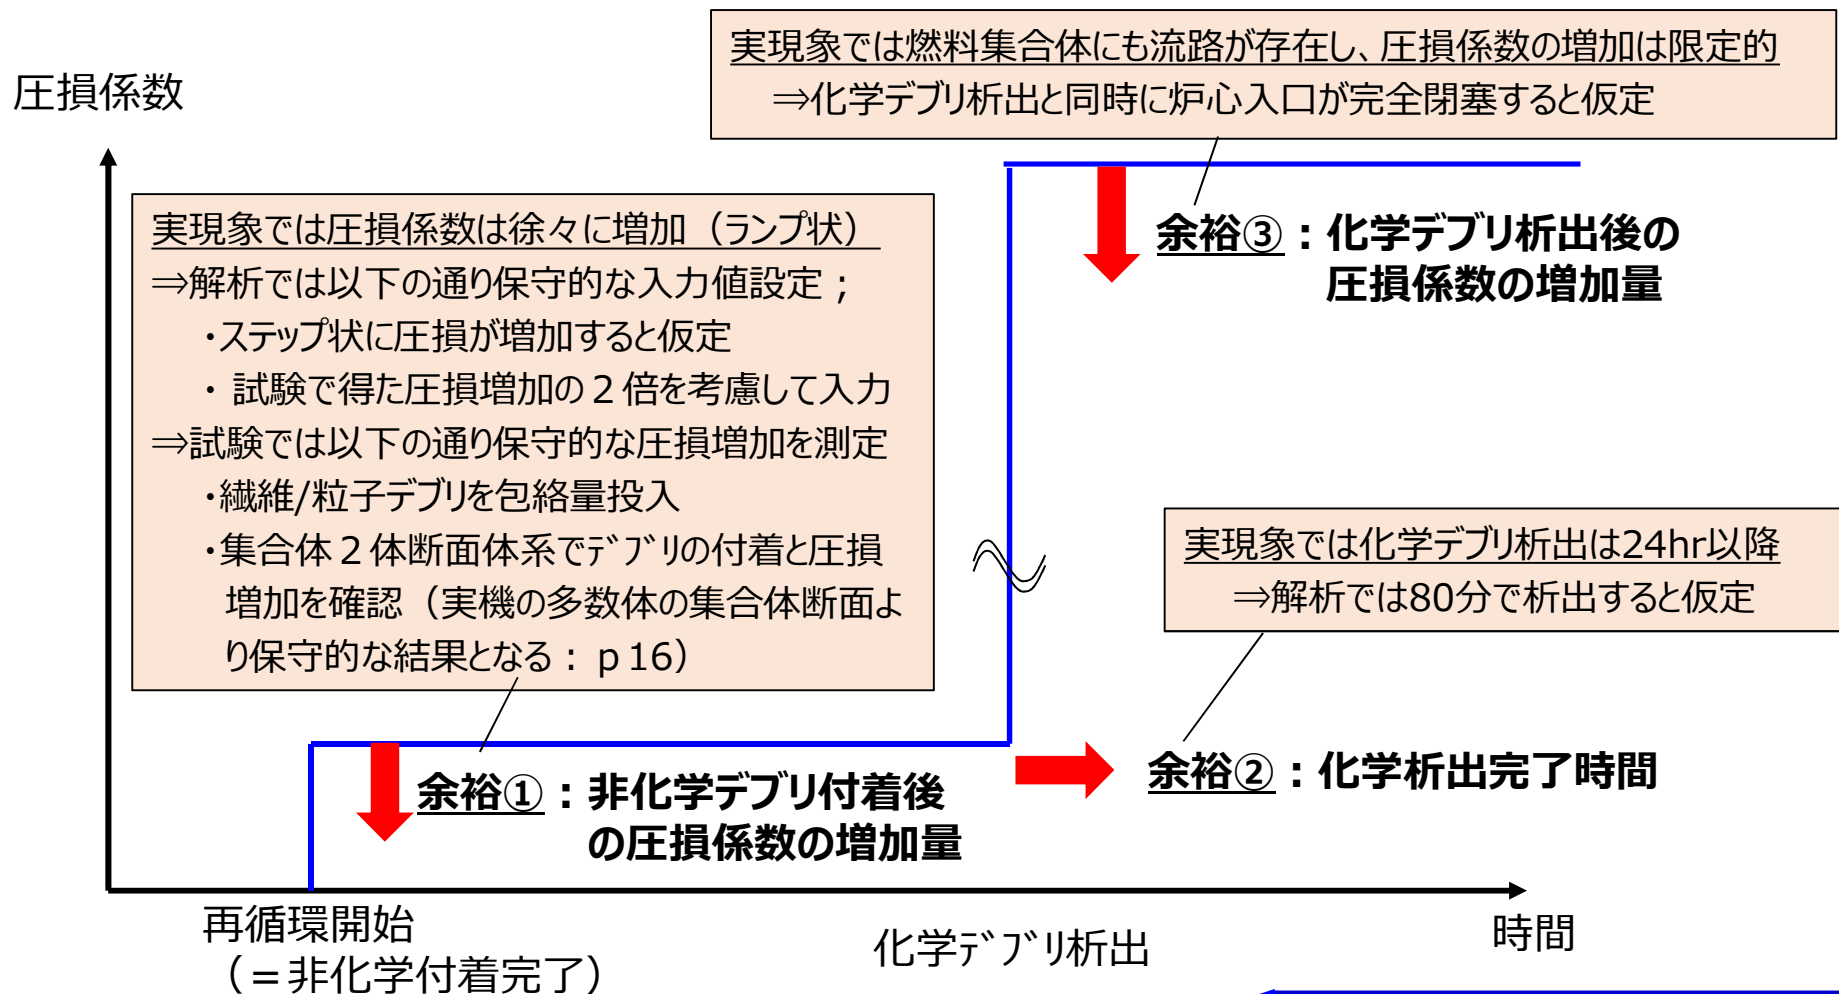 実現象では燃料集合体にも流路が存在し、圧損係数の増加は限定的
⇒化学デブリ析出と同時に炉心入口が完全閉塞すると仮定
圧損係数
実現象では圧損係数は徐々に増加（ランプ状）
⇒解析では以下の通り保守的な入力値設定；
・ステップ状に圧損が増加すると仮定
・ 試験で得た圧損増加の２倍を考慮して入力
⇒試験では以下の通り保守的な圧損増加を測定
・繊維/粒子デブリを包絡量投入
・集合体２体断面体系でﾃﾞﾌﾞﾘの付着と圧損
増加を確認（実機の多数体の集合体断面よ
り保守的な結果となる：ｐ16）
余裕③：化学デブリ析出後の
圧損係数の増加量
実現象では化学デブリ析出は24hr以降
⇒解析では80分で析出すると仮定
余裕②：化学析出完了時間
余裕①：非化学デブリ付着後
の圧損係数の増加量
再循環開始
（＝非化学付着完了）
化学ﾃﾞﾌﾞﾘ析出
時間